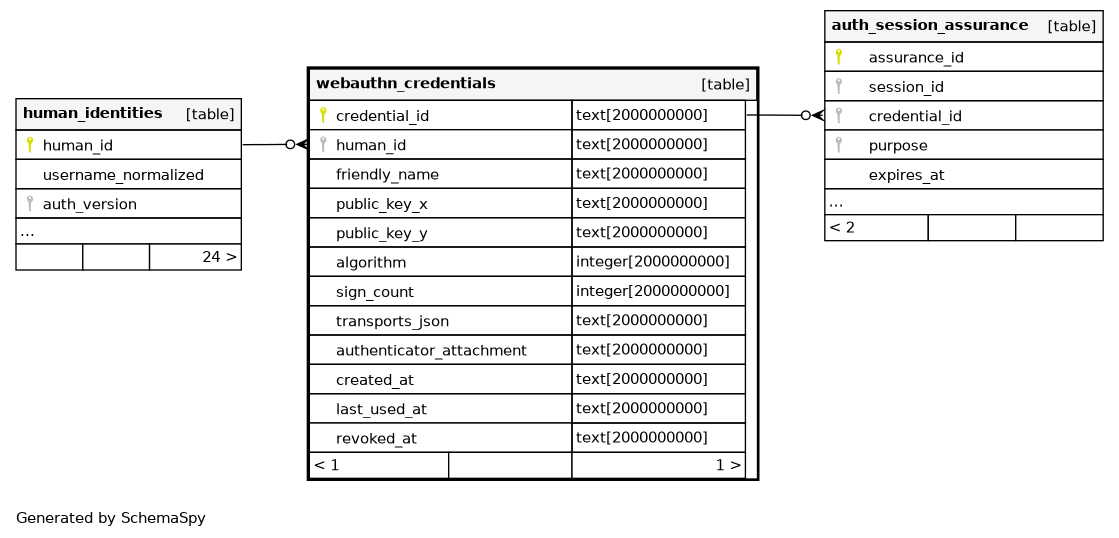 human_identities [table]
human_id
username_normalized
auth_version
...
24 >
webauthn_credentials [table]
credential_id text[2000000000]
human_id text[2000000000]
friendly_name text[2000000000]
public_key_x text[2000000000]
public_key_y text[2000000000]
algorithm integer[2000000000]
sign_count integer[2000000000]
transports_json text[2000000000]
authenticator_attachment text[2000000000]
created_at text[2000000000]
last_used_at text[2000000000]
revoked_at text[2000000000]
< 1 1 >
auth_session_assurance [table]
assurance_id
session_id
credential_id
purpose
expires_at
...
< 2
Generated by SchemaSpy